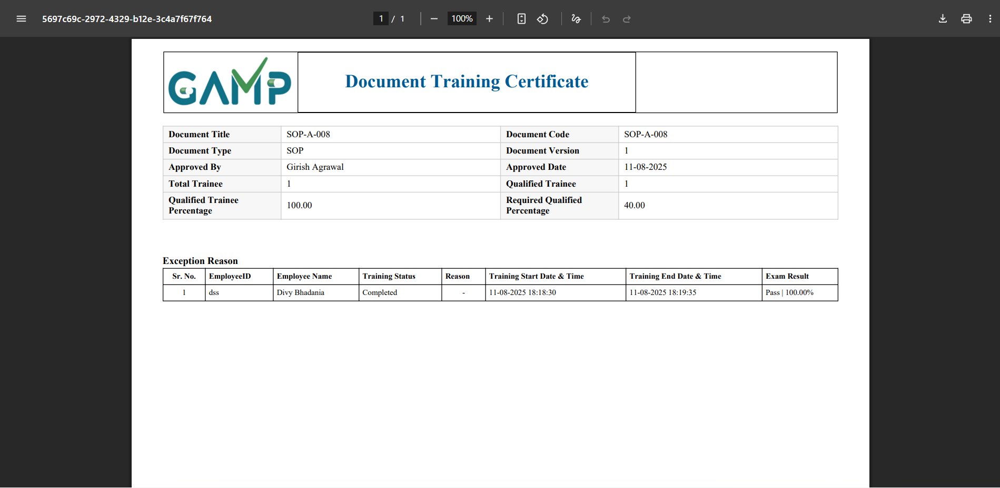 5697c69c-2972-4329-b12e-3c4a7f67f764 1 / 1 100%
GAMP Document Training Certificate
Document Title SOP-A-008 Document Code SOP-A-008
Document Type SOP Document Version 1
Approved By Girish Agrawal Approved Date 11-08-2025
Total Trainee 1 Qualified Trainee 1
Qualified Trainee Percentage 100.00 Required Qualified Percentage 40.00
Exception Reason
Sr. No. EmployeeID Employee Name Training Status Reason Training Start Date & Time Training End Date & Time Exam Result
1 dss Divy Bhadania Completed - 11-08-2025 18:18:30 11-08-2025 18:19:35 Pass | 100.00%